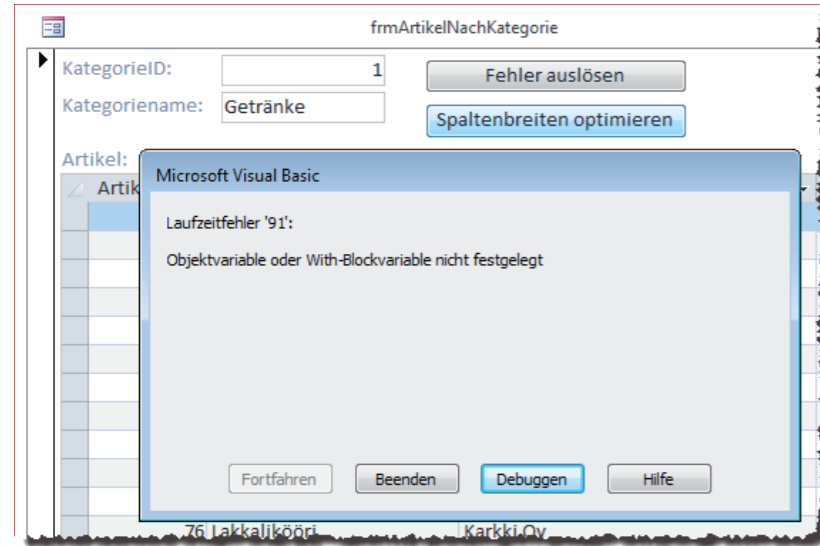 frmArtikelNachKategorie
KategorieID: 1 Fehler auslösen
Kategoriename: Getränke Spaltenbreiten optimieren
Artikel:
Artik
Microsoft Visual Basic
Laufzeitfehler '91':
Objektvariable oder With-Blockvariable nicht festgelegt
Fortfahren Beenden Debuggen Hilfe
76 Lakkalikööri Karkki Oy